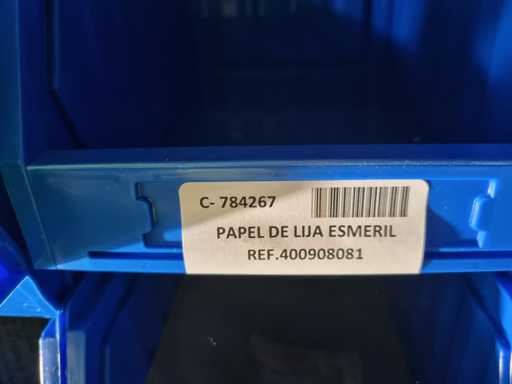 C- 784267
PAPEL DE LIJA ESMERIL
REF.400908081